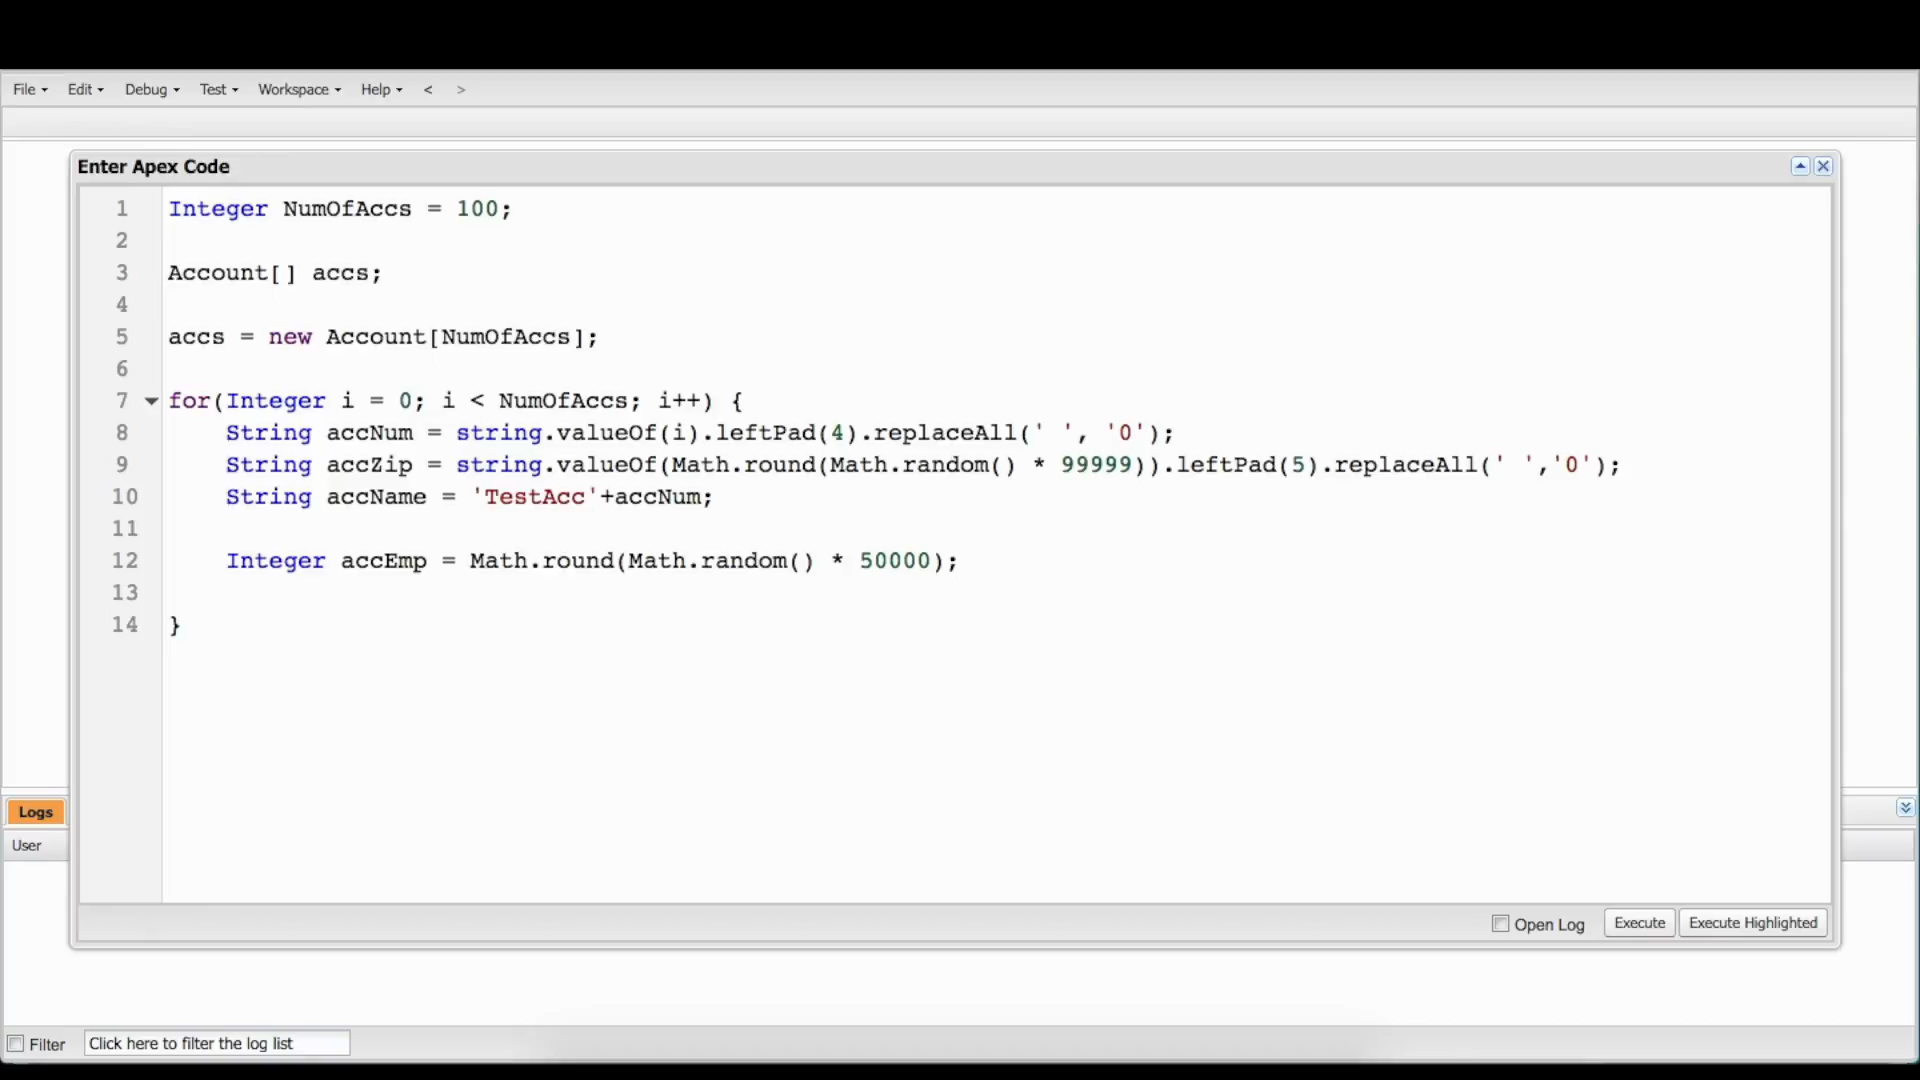 File Edit Debug Test Workspace Help < >
Enter Apex Code
1 Integer NumOfAccs = 100;
2
3 Account[] accs;
4
5 accs = new Account[NumOfAccs];
6
7 for(Integer i = 0; i < NumOfAccs; i++) {
8 String accNum = string.valueOf(i).leftPad(4).replaceAll(' ', '0');
9 String accZip = string.valueOf(Math.round(Math.random() * 99999)).leftPad(5).replaceAll(' ','0');
10 String accName = 'TestAcc'+accNum;
11
12 Integer accEmp = Math.round(Math.random() * 50000);
13
14 }
Logs
User
Open Log Execute Execute Highlighted
Filter Click here to filter the log list